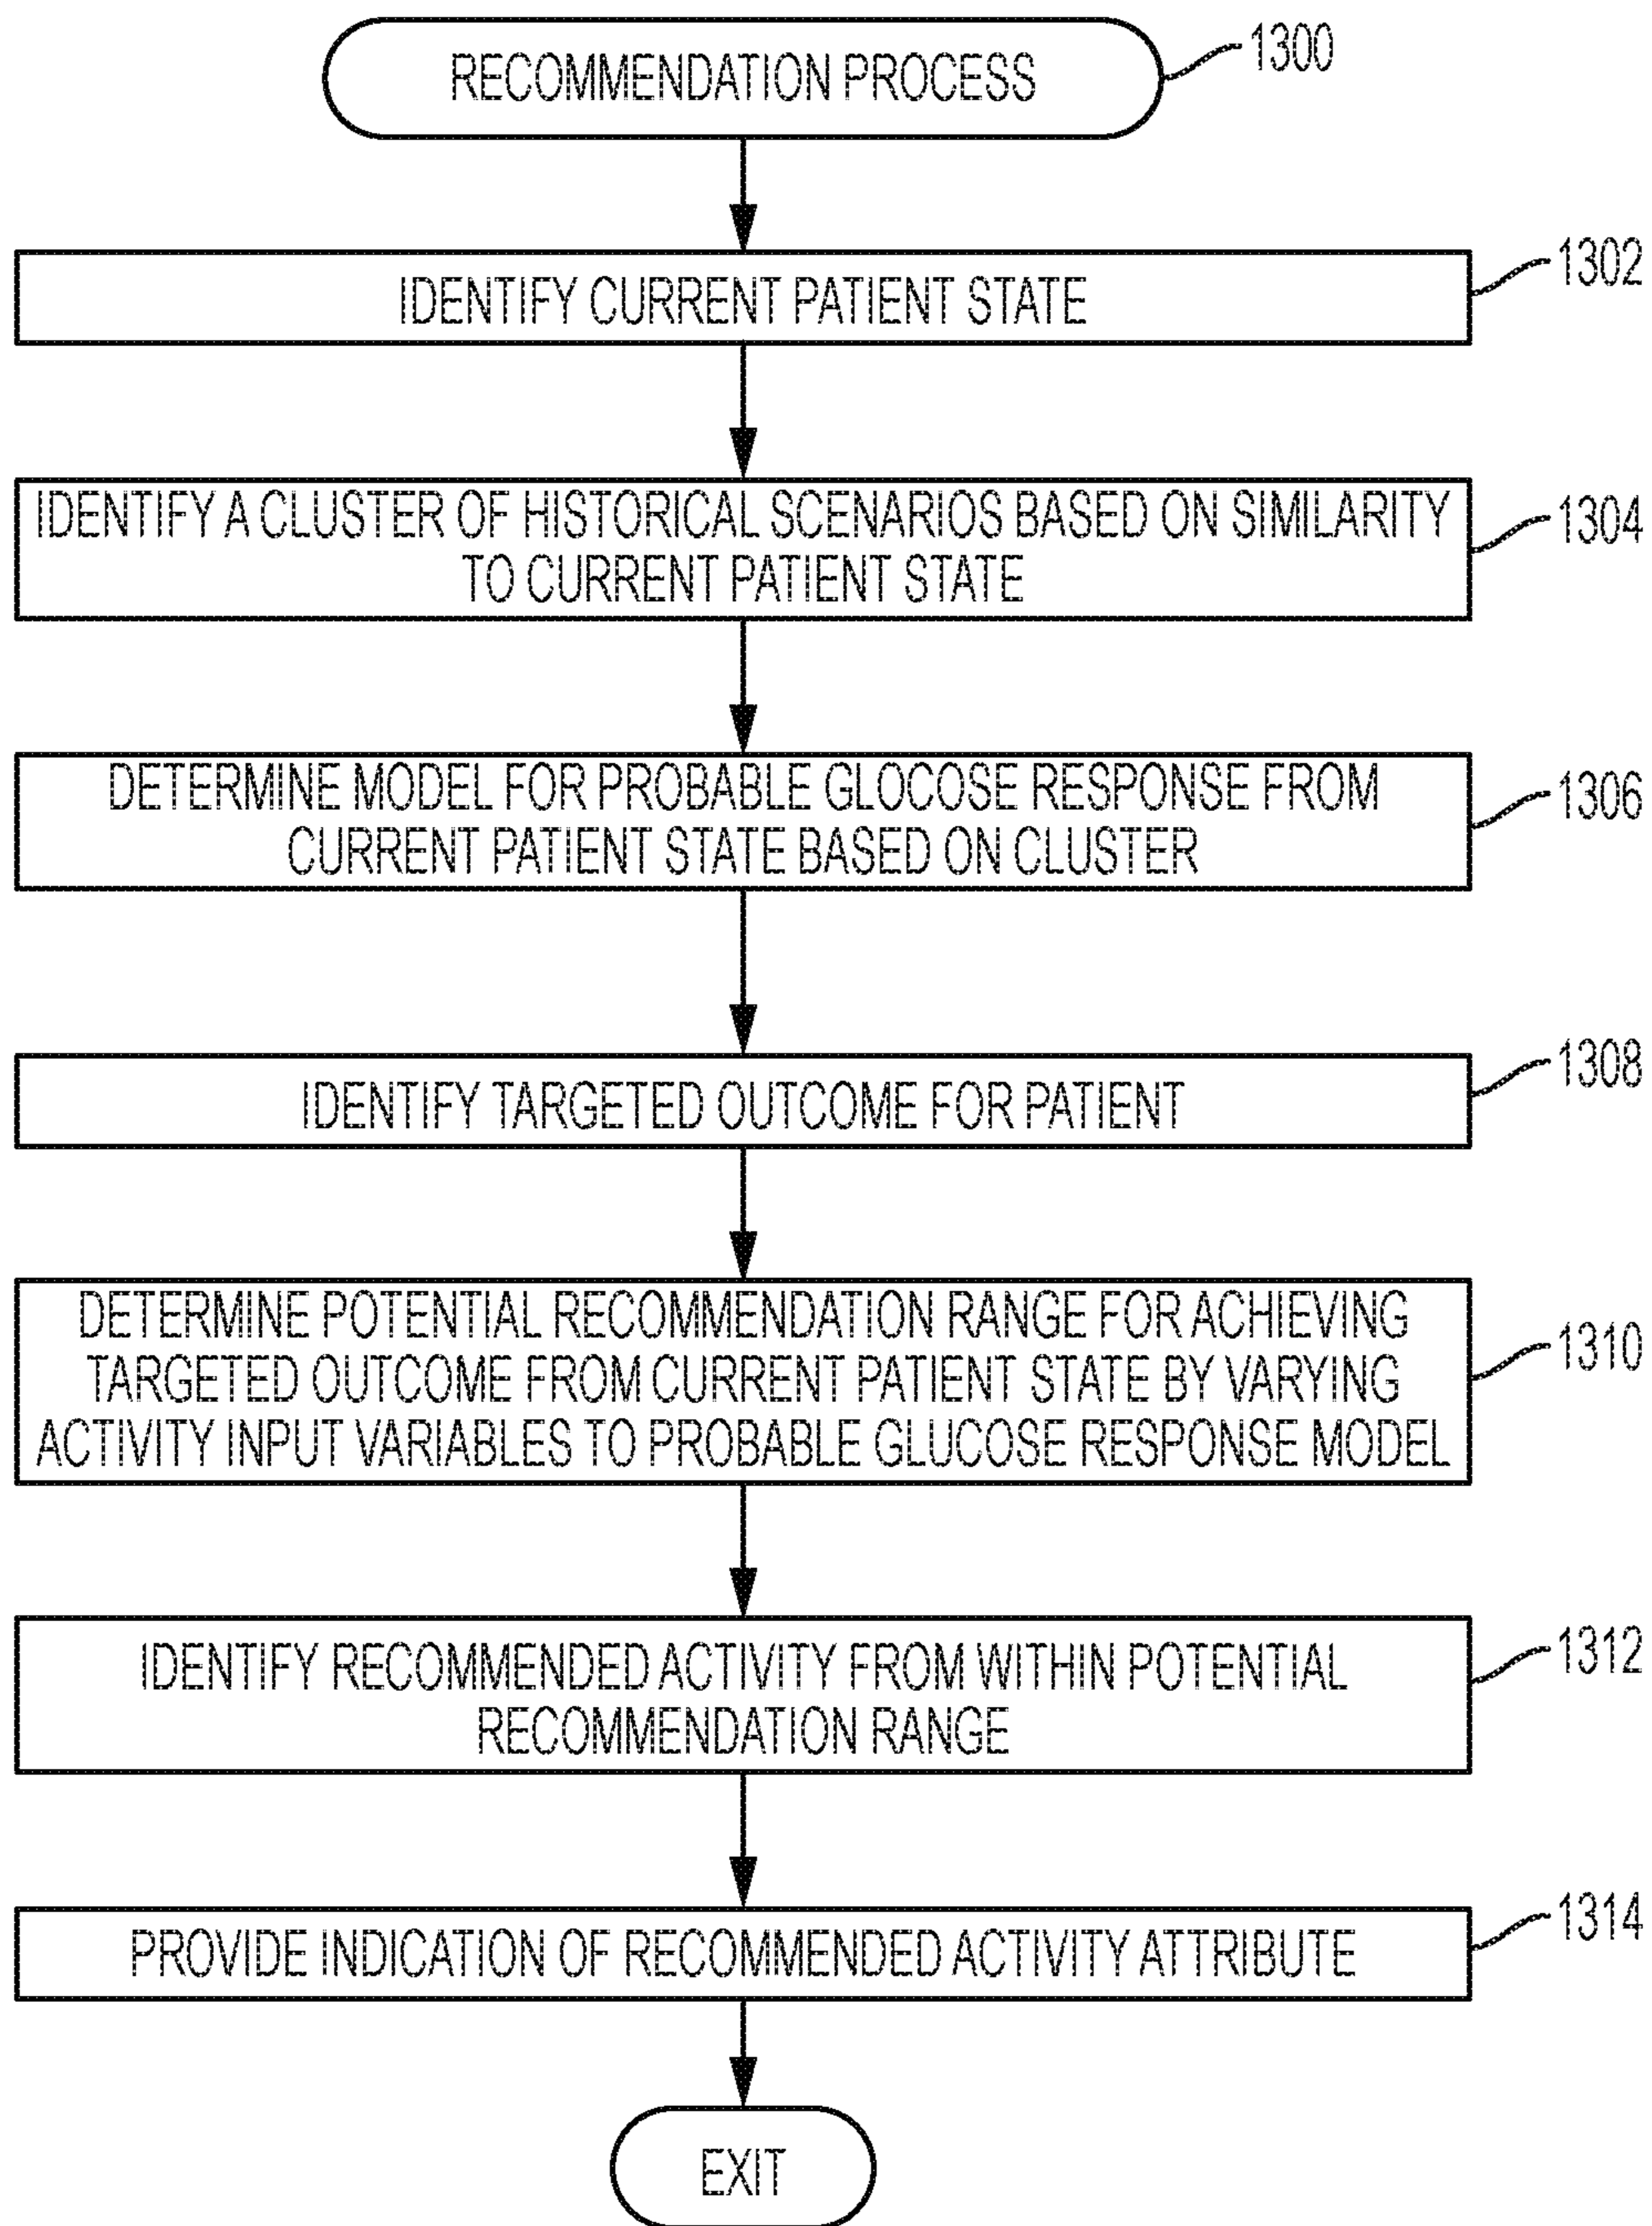 RECOMMENDATION PROCESS
1300
IDENTIFY CURRENT PATIENT STATE
1302
IDENTIFY A CLUSTER OF HISTORICAL SCENARIOS BASED ON SIMILARITY
TO CURRENT PATIENT STATE
1304
DETERMINE MODEL FOR PROBABLE GLOCOSE RESPONSE FROM
CURRENT PATIENT STATE BASED ON CLUSTER
1306
IDENTIFY TARGETED OUTCOME FOR PATIENT
1308
DETERMINE POTENTIAL RECOMMENDATION RANGE FOR ACHIEVING
TARGETED OUTCOME FROM CURRENT PATIENT STATE BY VARYING
ACTIVITY INPUT VARIABLES TO PROBABLE GLUCOSE RESPONSE MODEL
1310
IDENTIFY RECOMMENDED ACTIVITY FROM WITHIN POTENTIAL
RECOMMENDATION RANGE
1312
PROVIDE INDICATION OF RECOMMENDED ACTIVITY ATTRIBUTE
1314
EXIT